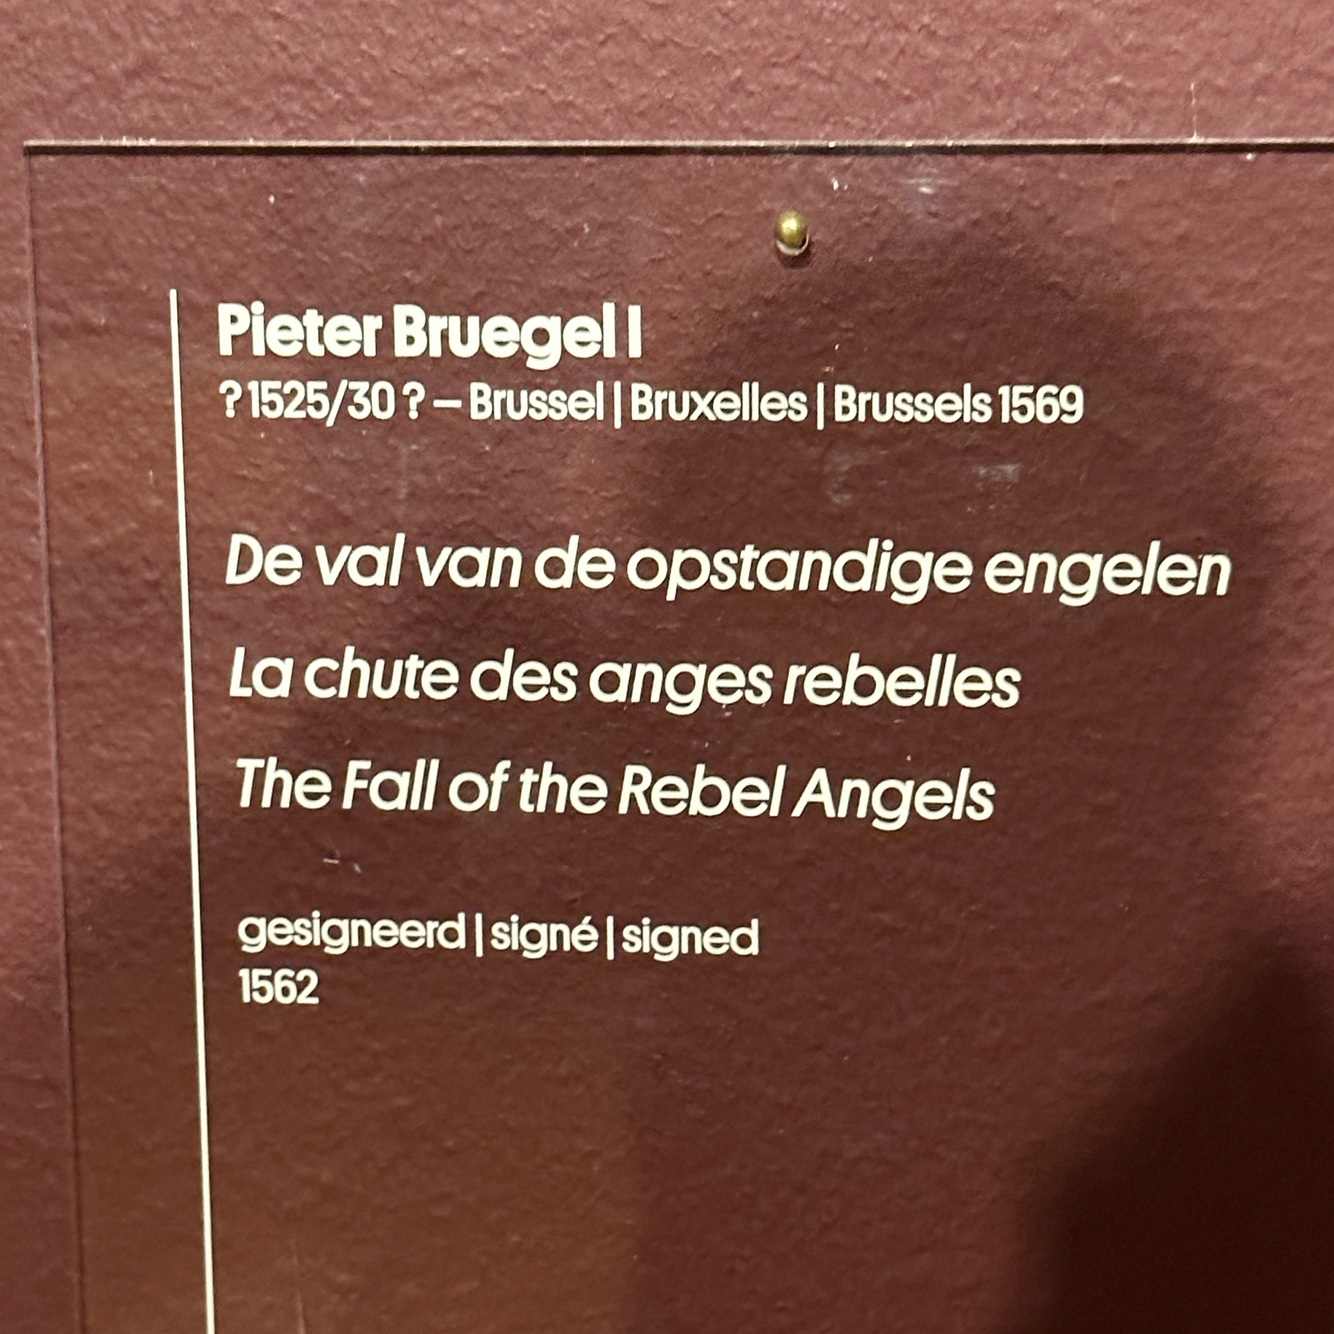 Pieter Bruegel I
? 1525/30 ? – Brussel | Bruxelles | Brussels 1569
De val van de opstandige engelen
La chute des anges rebelles
The Fall of the Rebel Angels
gesigneerd | signé | signed
1562